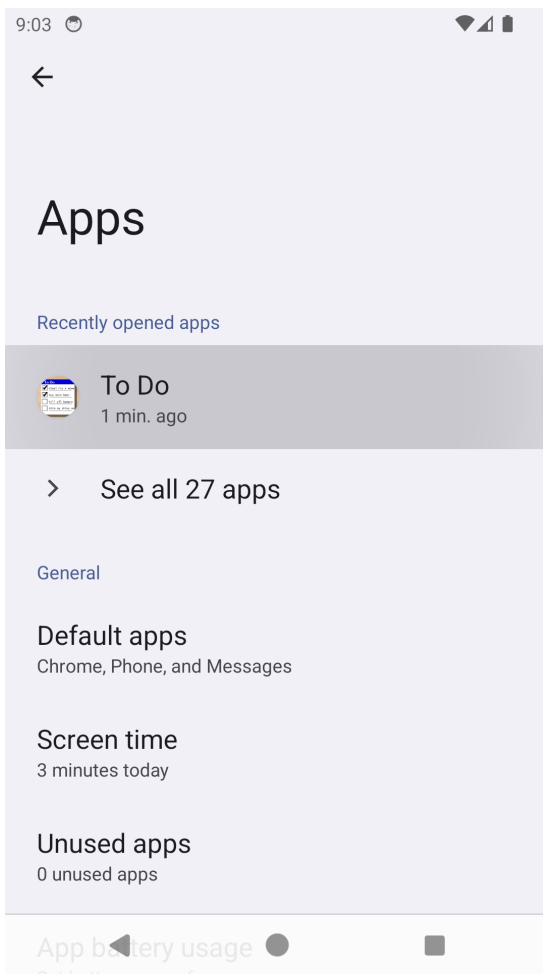 9:03
Apps
Recently opened apps
To Do
1 min. ago
See all 27 apps
General
Default apps
Chrome, Phone, and Messages
Screen time
3 minutes today
Unused apps
0 unused apps
App battery usage